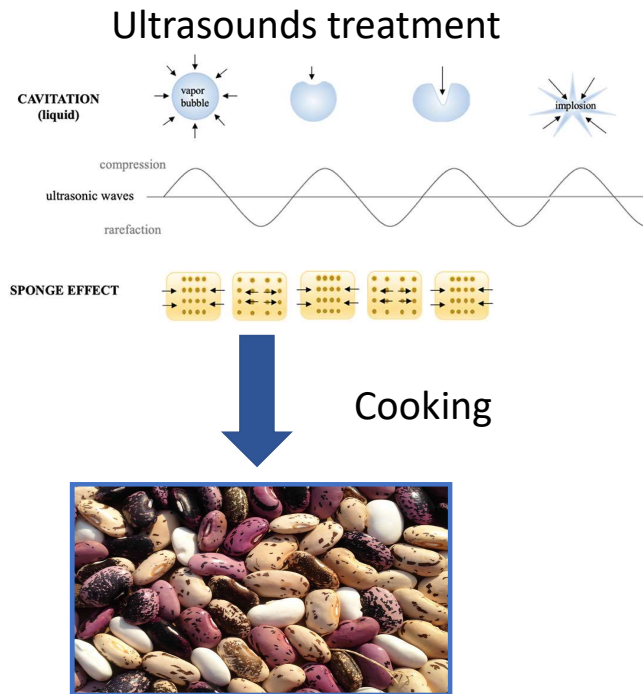 Ultrasounds treatment
CAVITATION
(liquid)
vapor
bubble
implosion
compression
ultrasonic waves
rarefaction
SPONGE EFFECT
Cooking